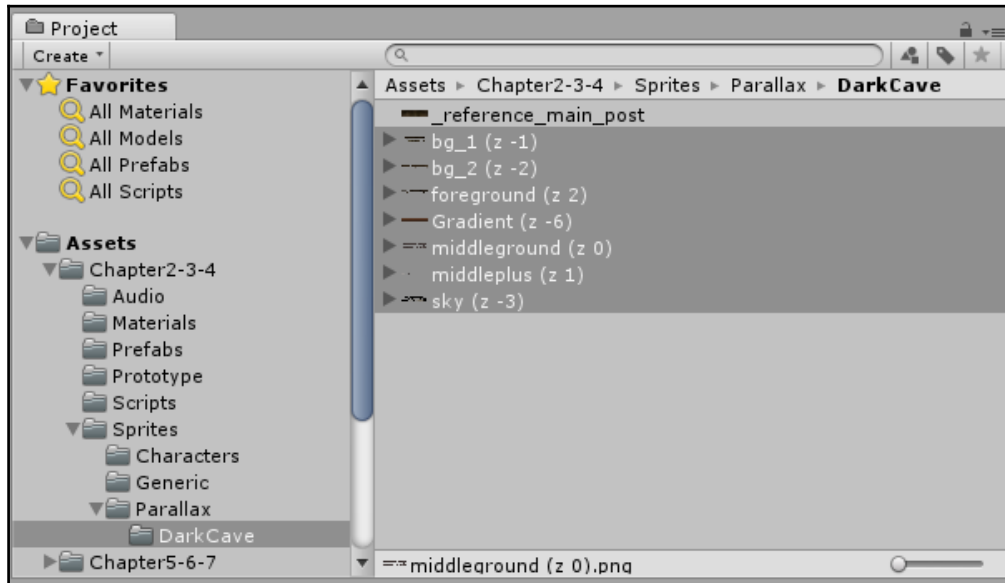 Project
Create
Favorites
All Materials
All Models
All Prefabs
All Scripts
Assets
Chapter2-3-4
Audio
Materials
Prefabs
Prototype
Scripts
Sprites
Characters
Generic
Parallax
DarkCave
Chapter5-6-7
Assets Chapter2-3-4 Sprites Parallax DarkCave
_reference_main_post
bg_1 (z -1)
bg_2 (z -2)
foreground (z 2)
Gradient (z -6)
middleground (z 0)
middleplus (z 1)
sky (z -3)
middleground (z 0).png